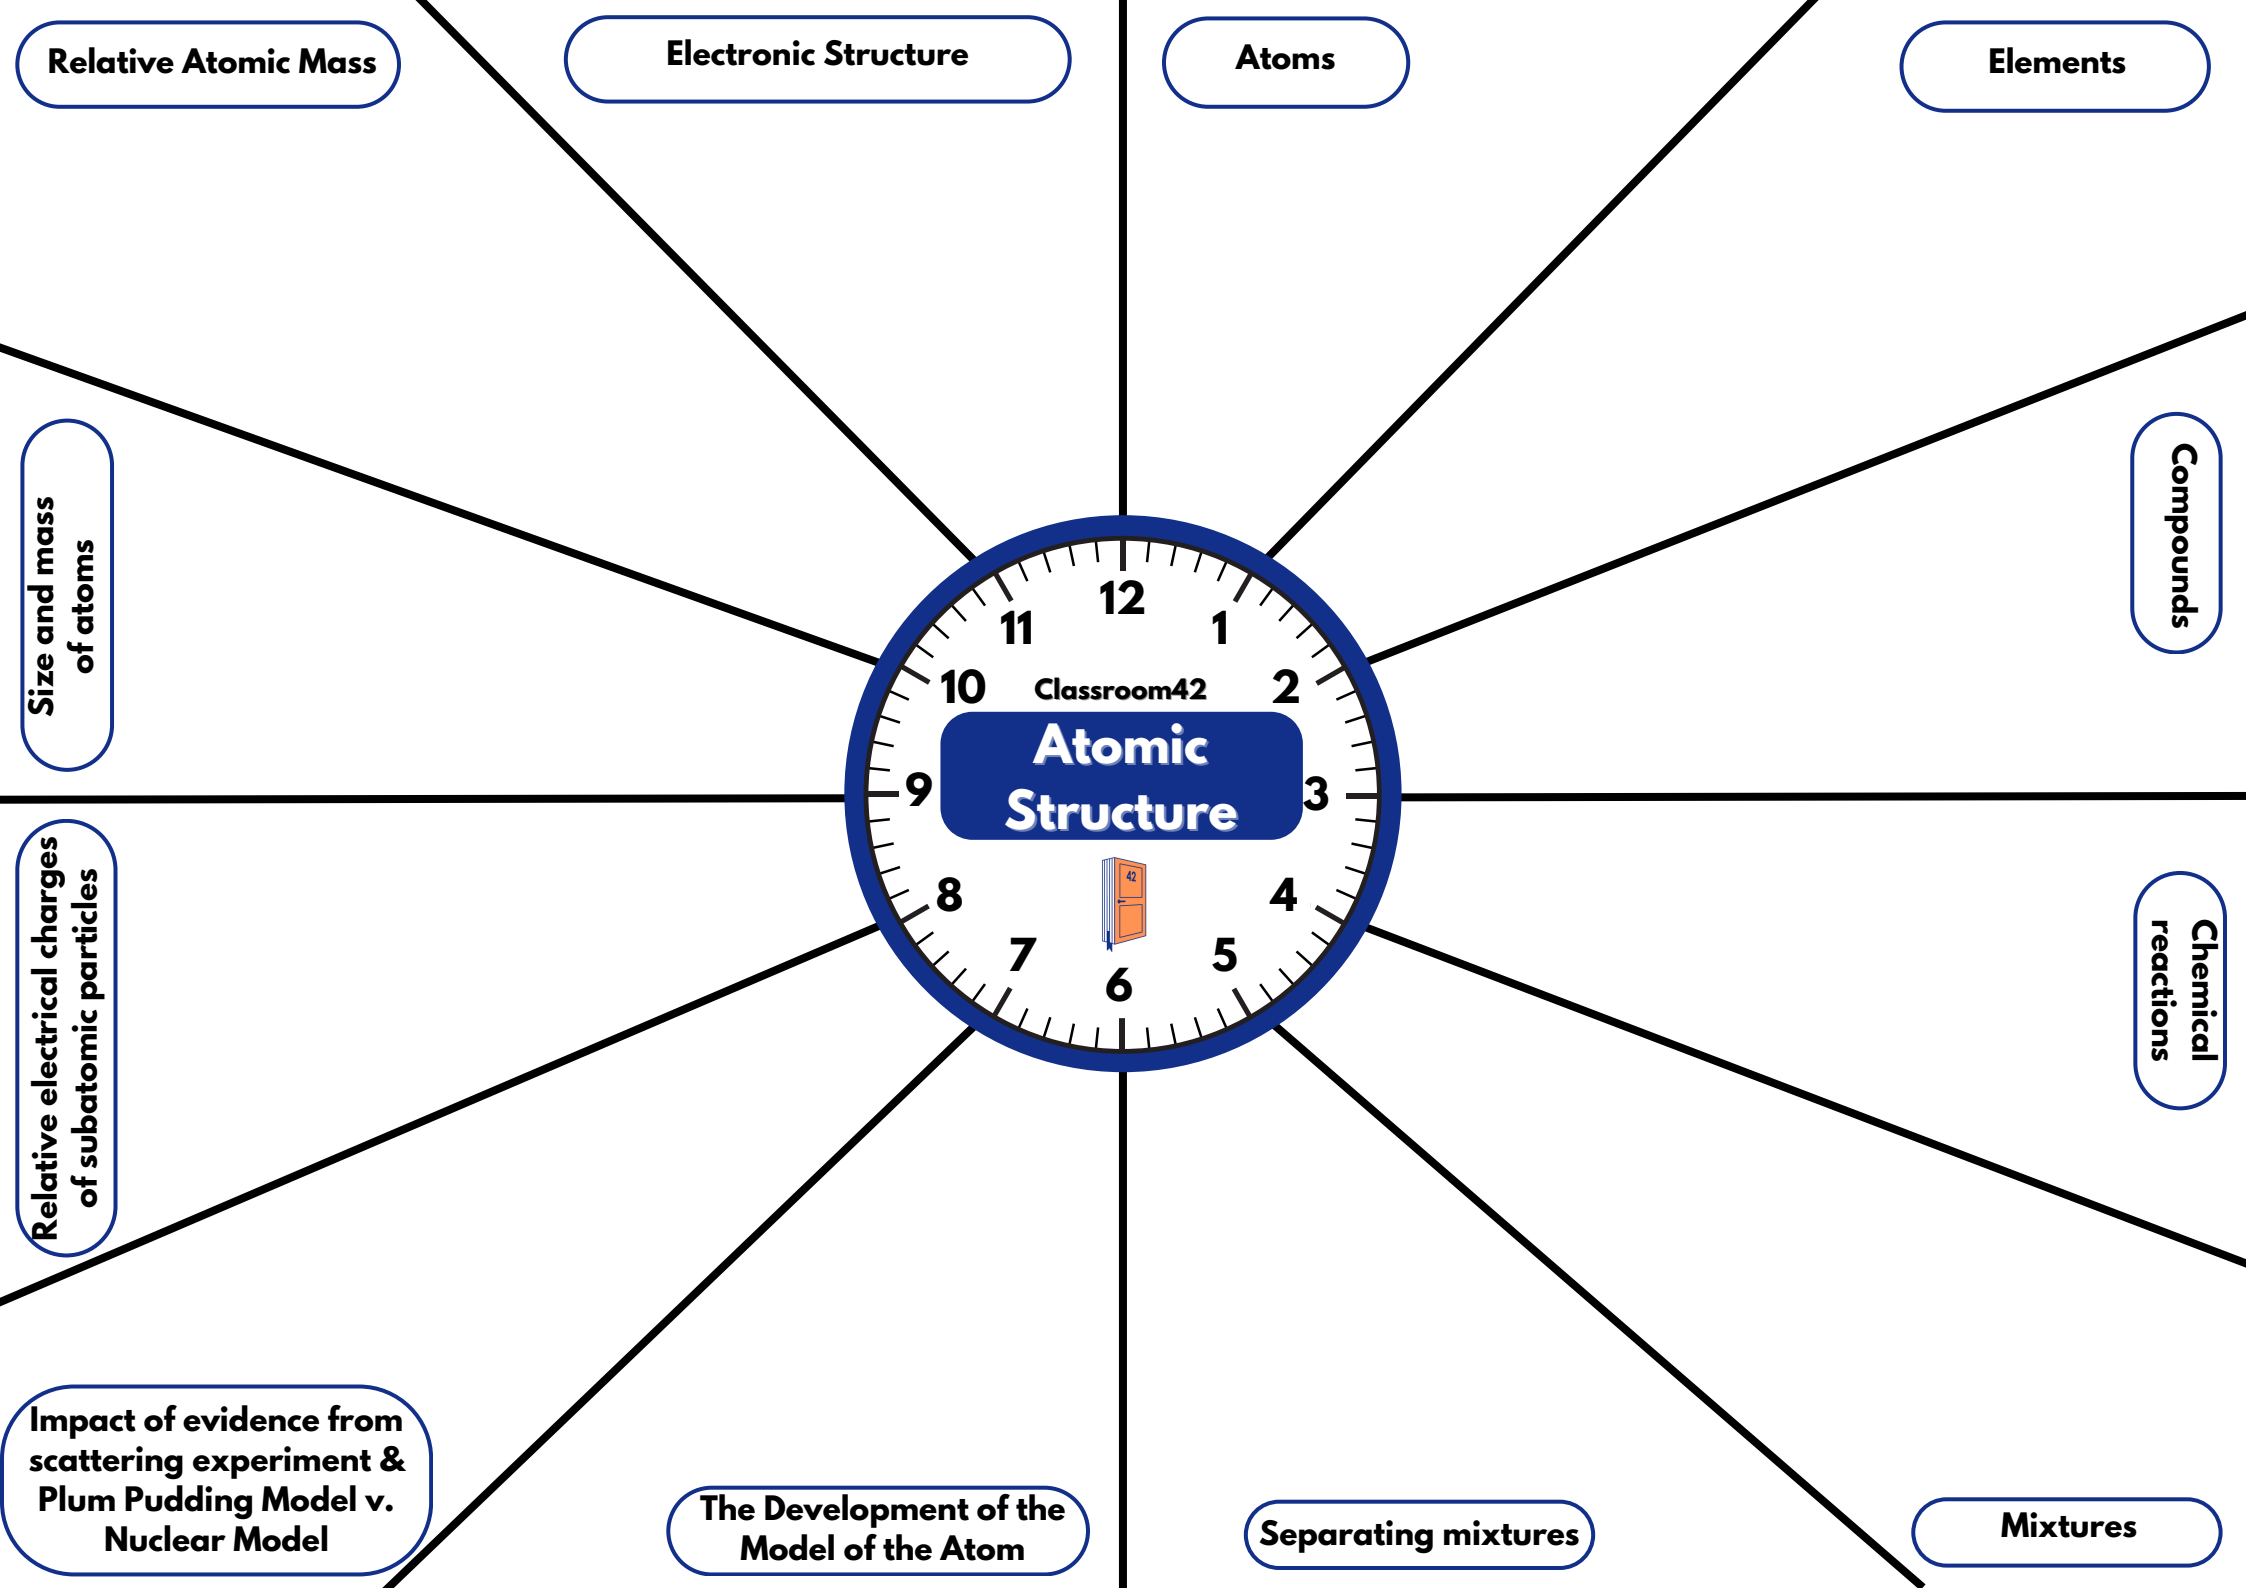 Relative Atomic Mass
Electronic Structure
Atoms
Elements
Compounds
Chemical
reactions
Mixtures
Separating mixtures
The Development of the
Model of the Atom
Impact of evidence from
scattering experiment &
Plum Pudding Model v.
Nuclear Model
Relative electrical charges
of subatomic particles
Size and mass
of atoms
12
11
1
10
Classroom42
2
Atomic
9
3
Structure
42
8
4
7
5
6